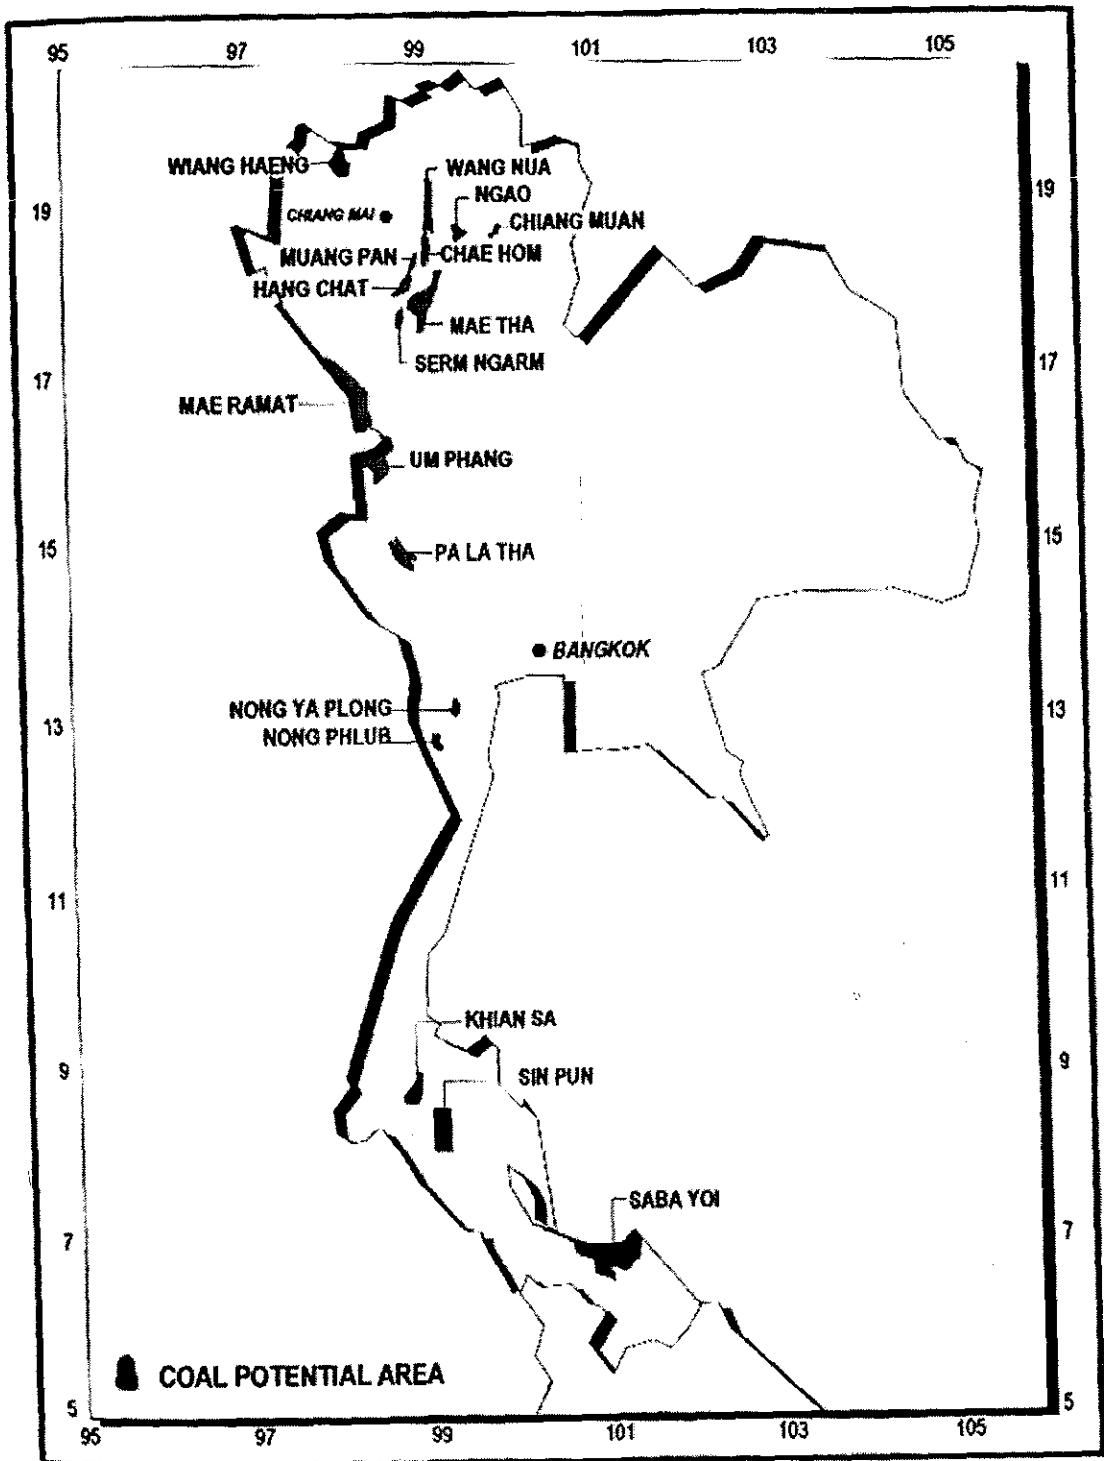 95 97 99 101 103 105
WIANG HAENG
WANG NUA
19
NGAO
19
CHIANG MAI
CHIANG MUAN
MUANG PAN
CHAE HOM
HANG CHAT
MAE THA
SERM NGARM
17
17
MAE RAMAT
UM PHANG
15
PA LA THA
15
BANGKOK
NONG YA PLONG
13
13
NONG PHLUB
11
11
KHIAN SA
9
9
SIN PUN
SABA YOI
7
7
COAL POTENTIAL AREA
5
5
95 97 99 101 103 105